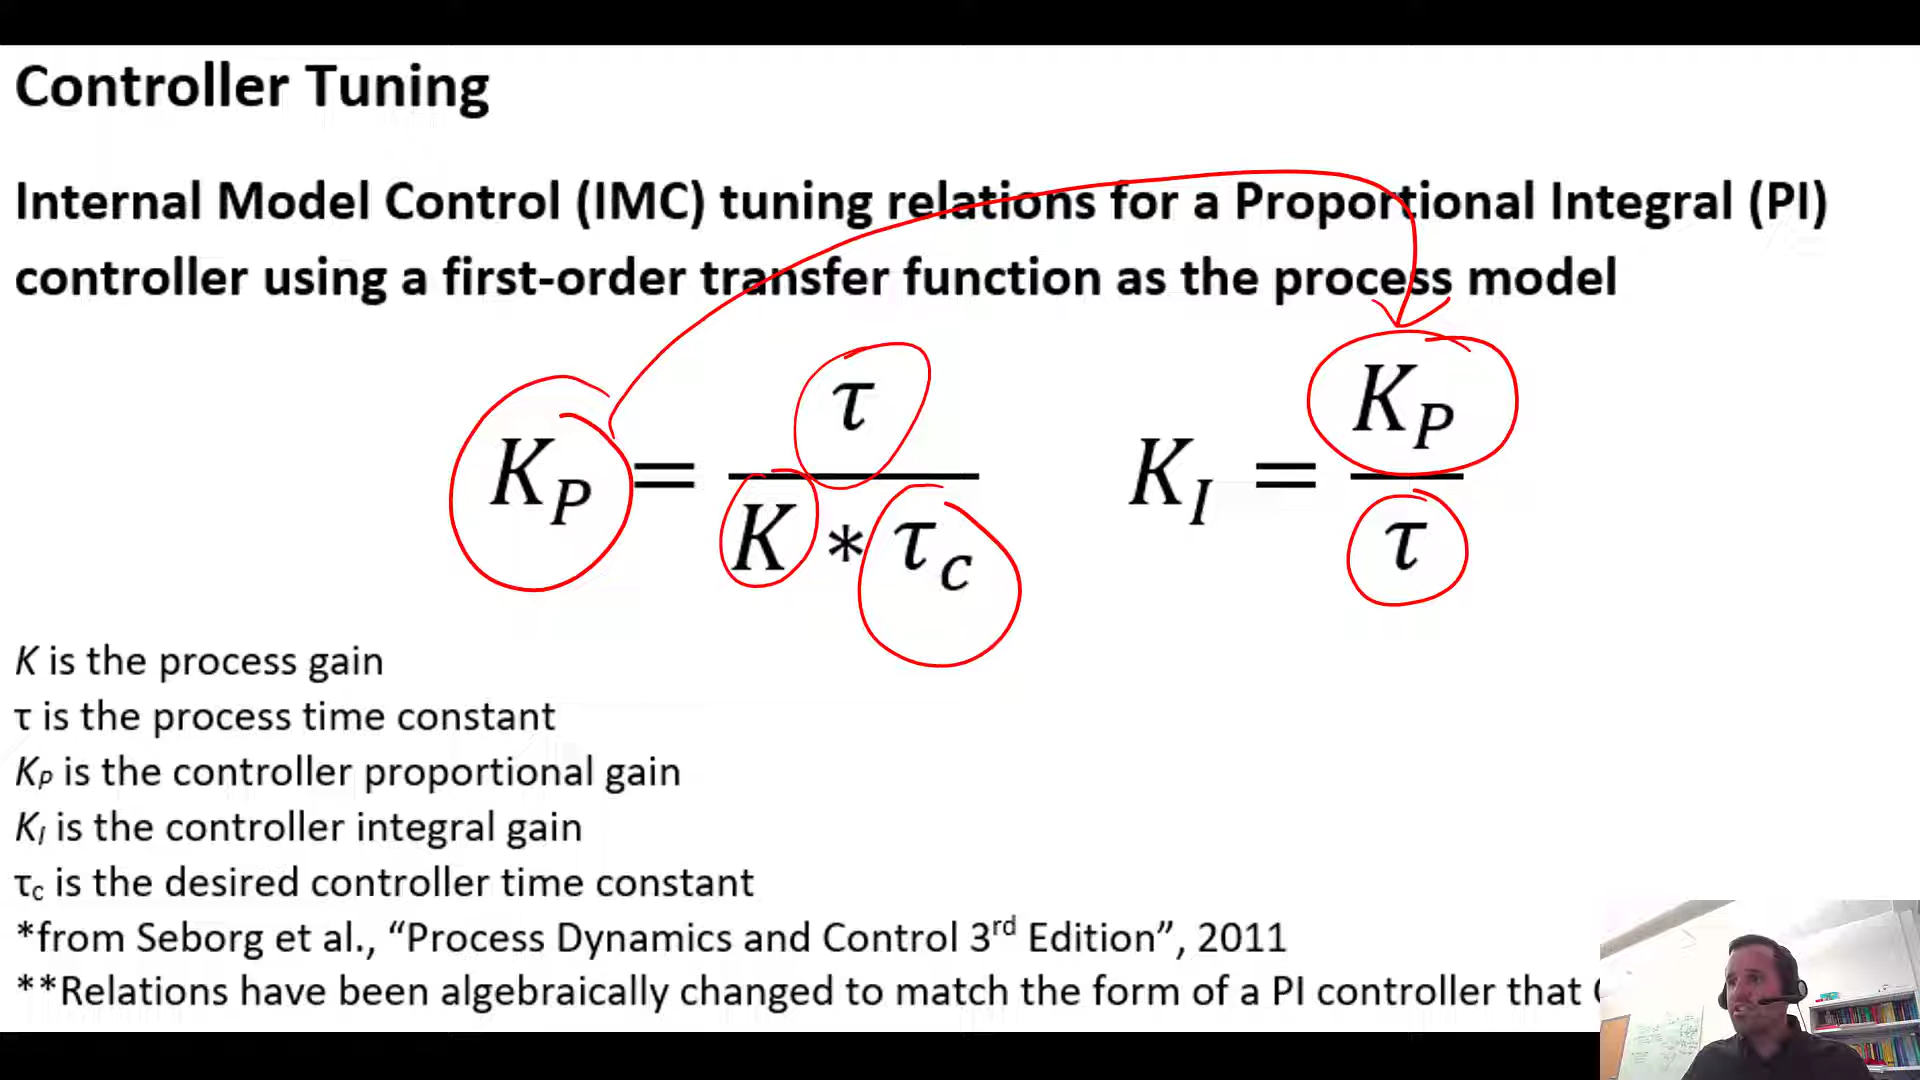 Controller Tuning
Internal Model Control (IMC) tuning relations for a Proportional Integral (PI)
controller using a first-order transfer function as the process model
K_P = τ / (K * τ_c)
K_I = K_P / τ
K is the process gain
τ is the process time constant
K_P is the controller proportional gain
K_I is the controller integral gain
τ_c is the desired controller time constant
*from Seborg et al., “Process Dynamics and Control 3rd Edition”, 2011
**Relations have been algebraically changed to match the form of a PI controller that